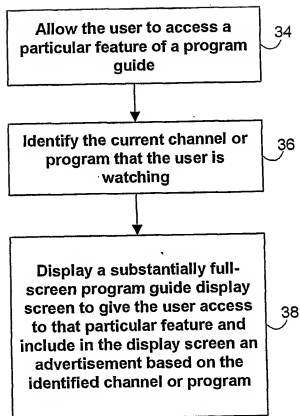 Allow the user to access a
particular feature of a program
guide
34
Identify the current channel or
program that the user is
watching
36
Display a substantially full-
screen program guide display
screen to give the user access
to that particular feature and
include in the display screen an
advertisement based on the
identified channel or program
38